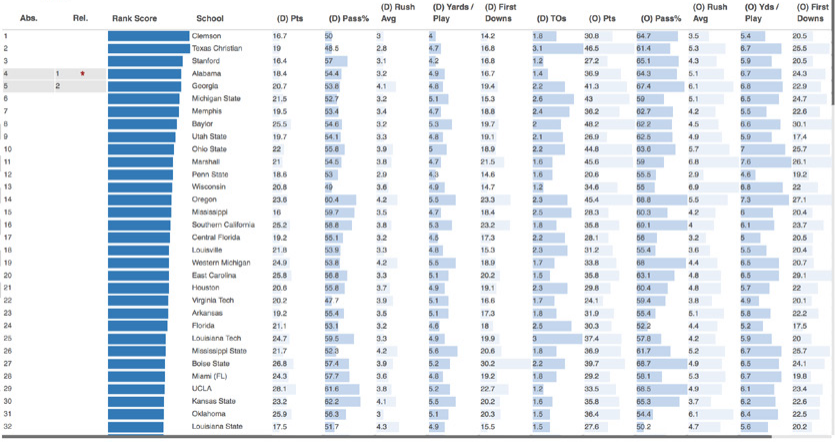 Abs. Rel. Rank Score School (D) Pts (D) Pass% (D) Rush Avg (D) Yards / Play (D) First Downs (D) TOs (O) Pts (O) Pass% (O) Rush Avg (O) Yds / Play (O) First Downs
1 Clemson 16.7 50 3 4 14.2 1.8 30.8 64.7 3.5 5.4 20.5
2 Texas Christian 19 48.5 2.8 4.7 16.8 3.1 46.5 61.4 5.3 6.7 25.5
3 Stanford 16.4 57 3.1 4.2 16.8 1.2 27.2 65.1 4.3 5.9 20.5
4 1 * Alabama 18.4 54.4 3.2 4.9 16.7 1.4 36.9 64.3 5.1 6.7 24.3
5 2 Georgia 20.7 53.8 4.1 4.8 19.4 2.2 41.3 67.4 6.1 6.8 22.9
6 Michigan State 21.5 52.7 3.2 5.1 15.3 2.6 43 59 5.1 6.5 24.7
7 Memphis 19.5 53.4 3.4 4.7 18.8 2.4 36.2 62.7 4.2 5.5 22.6
8 Baylor 25.5 54.6 3.2 5.3 19.7 2 48.2 62.2 4.5 6.6 30.1
9 Utah State 19.7 54.1 3.3 4.8 19.1 2.1 26.9 62.5 4.9 5.9 17.4
10 Ohio State 22 55.8 3.9 5 18.9 2.2 44.8 63.6 5.7 7 25.7
11 Marshall 21 54.5 3.8 4.7 21.5 1.6 45.6 59 6.8 7.6 26.1
12 Penn State 18.6 53 2.9 4.3 14.6 1.6 20.6 55.5 2.9 4.6 19.2
13 Wisconsin 20.8 49 3.6 4.9 14.7 1.2 34.6 55 6.9 6.8 22
14 Oregon 23.6 60.4 4.2 5.5 23.3 2.3 45.4 68.8 5.5 7.3 27.1
15 Mississippi 16 59.7 3.5 4.7 18.4 2.5 28.3 60.3 4.2 6 20.4
16 Southern California 25.2 58.8 3.8 5.3 23.2 1.8 35.8 69.1 4 6.1 23.7
17 Central Florida 19.2 55.1 3.2 4.5 17.3 2.2 28.1 56 3.2 5 20.5
18 Louisville 21.8 53.9 3.3 4.8 15.3 2.3 31.2 55.4 3.6 5.5 20.4
19 Western Michigan 24.9 53.8 4.2 5.5 18.9 1.7 33.8 68 4.4 6.5 20.7
20 East Carolina 25.8 56.8 3.3 5.1 20.2 1.5 35.8 63.1 4.8 6.5 29.1
21 Houston 20.6 55.8 3.7 4.9 19.1 2.3 29.8 60.4 4.8 5.7 22
22 Virginia Tech 20.2 47.7 3.9 5.1 16.6 1.7 24.1 59.4 3.8 4.9 20.1
23 Arkansas 19.2 55.4 3.5 5.1 17.3 1.8 31.9 55.4 5.1 5.8 22.2
24 Florida 21.1 53.1 3.2 4.6 18 2.5 30.3 52.2 4.4 5.2 17.5
25 Louisiana Tech 24.7 59.5 3.3 4.9 19.9 3 37.4 57.8 4.2 5.9 20
26 Mississippi State 21.7 52.3 4.2 5.6 20.6 1.8 36.9 61.7 5.2 6.7 25.7
27 Boise State 26.8 57.4 3.9 5.2 30.2 2.2 39.7 68.7 4.9 6.5 24.1
28 Miami (FL) 24.3 57.7 3.6 4.8 19.2 1.8 29.2 58.1 5.3 6.7 19.8
29 UCLA 28.1 61.6 3.8 5.2 22.7 1.2 33.5 68.5 4.9 6.1 23.4
30 Kansas State 23.2 62.2 4.1 5.5 20.2 1.6 35.8 65.3 3.7 6.2 22.6
31 Oklahoma 25.9 56.3 3 5.1 20.3 1.5 36.4 54.4 6.1 6.4 22.5
32 Louisiana State 17.5 51.7 4.3 4.9 15.5 1.5 27.6 50.2 4.7 5.6 20.2